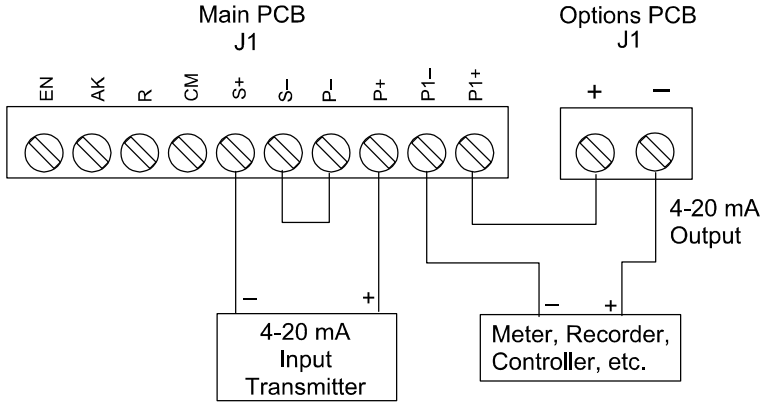 Main PCB
J1
Options PCB
J1
EN AK R CM S+ S– P– P+ P1– P1+
+ –
4-20 mA
Output
– +
4-20 mA
Input
Transmitter
– +
Meter, Recorder,
Controller, etc.